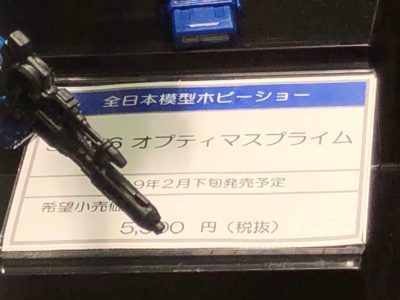 全日本模型ホビーショー
オプティマスプライム
9年2月下旬発売予定
希望小売価
円（税抜）